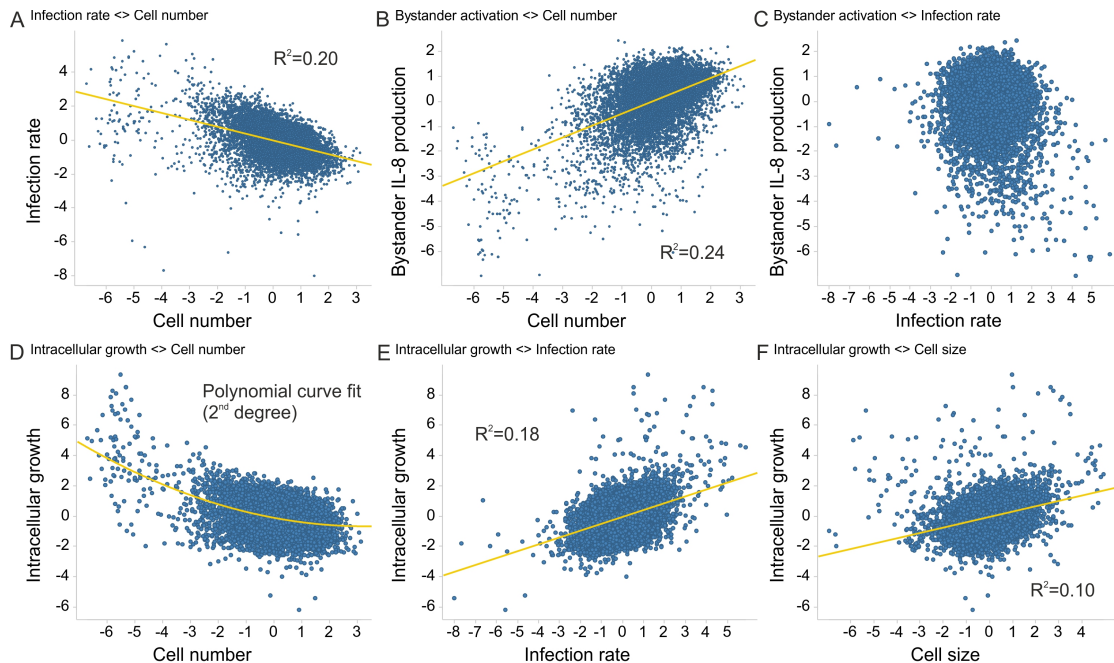 A Infection rate <> Cell number
R²=0.20
4
2
0
-2
-4
-6
-8
Infection rate
-6 -5 -4 -3 -2 -1 0 1 2 3
Cell number
B Bystander activation <> Cell number
2
1
0
-1
-2
-3
-4
-5
-6
Bystander IL-8 production
R²=0.24
-6 -5 -4 -3 -2 -1 0 1 2 3
Cell number
C Bystander activation <> Infection rate
2
1
0
-1
-2
-3
-4
-5
-6
Bystander IL-8 production
-8 -7 -6 -5 -4 -3 -2 -1 0 1 2 3 4 5
Infection rate
D Intracellular growth <> Cell number
Polynomial curve fit
(2nd degree)
8
6
4
2
0
-2
-4
-6
Intracellular growth
-6 -5 -4 -3 -2 -1 0 1 2 3
Cell number
E Intracellular growth <> Infection rate
R²=0.18
8
6
4
2
0
-2
-4
-6
Intracellular growth
-8 -7 -6 -5 -4 -3 -2 -1 0 1 2 3 4 5
Infection rate
F Intracellular growth <> Cell size
8
6
4
2
0
-2
-4
-6
Intracellular growth
R²=0.10
-6 -5 -4 -3 -2 -1 0 1 2 3 4
Cell size